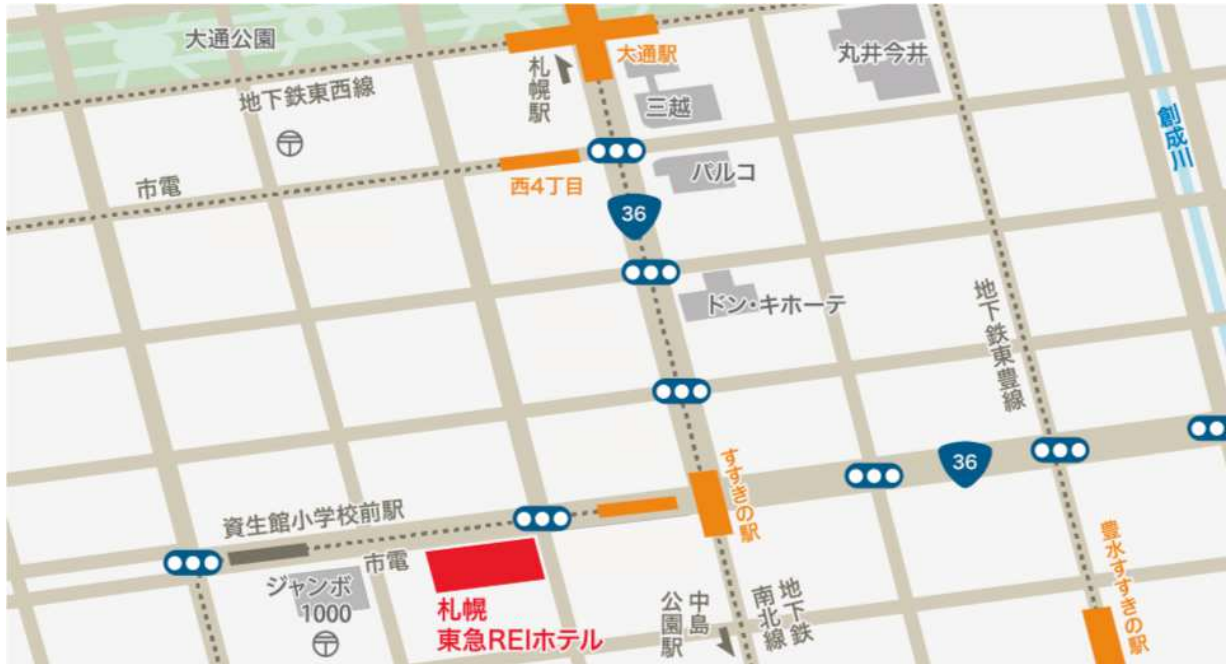 大通公園
大通駅
丸井今井
札幌駅
地下鉄東西線
三越
創成川
市電
西4丁目
パルコ
36
ドン・キホーテ
地下鉄東豊線
36
すすきの駅
資生館小学校前駅
豊水すすきの駅
市電
ジャンボ
1000
札幌
東急REIホテル
中島
公園駅
地下鉄
南北線